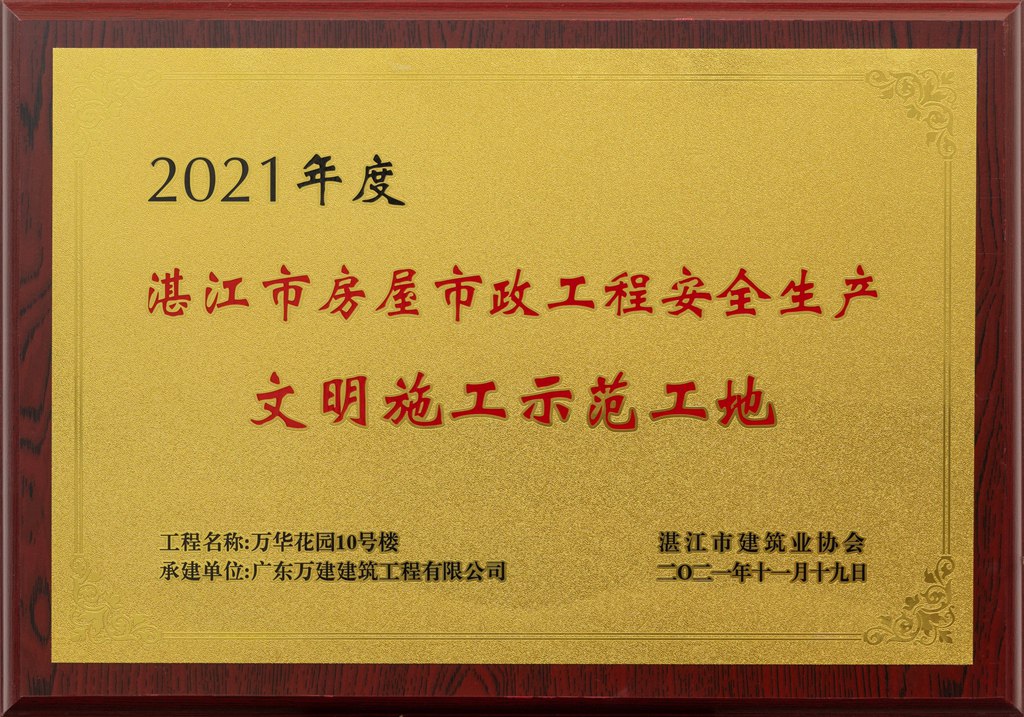 2021年度
湛江市房屋市政工程安全生产
文明施工示范工地
工程名称:万华花园10号楼
承建单位:广东万建建筑工程有限公司
湛江市建筑业协会
二〇二一年十一月十九日